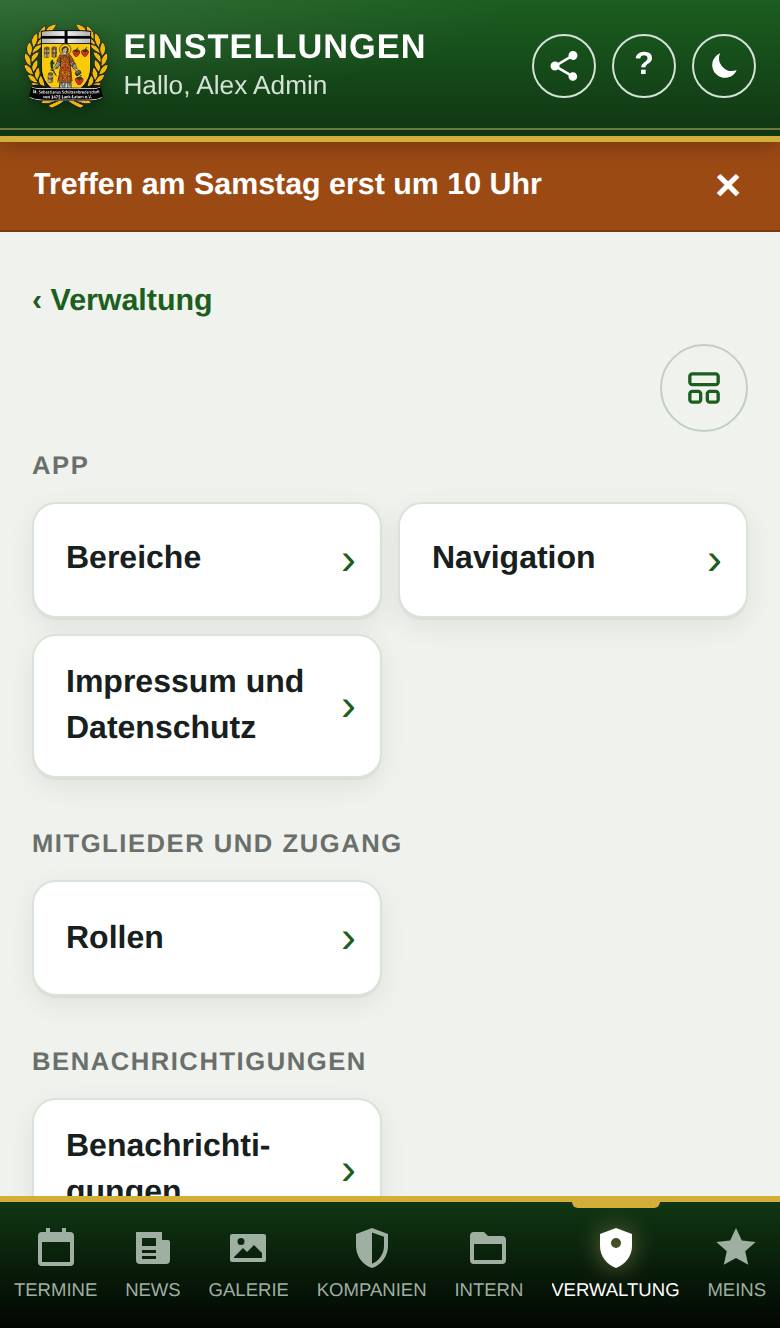 EINSTELLUNGEN
Hallo, Alex Admin
?
Treffen am Samstag erst um 10 Uhr
×
‹ Verwaltung
APP
Bereiche ›
Navigation ›
Impressum und
Datenschutz ›
MITGLIEDER UND ZUGANG
Rollen ›
BENACHRICHTIGUNGEN
Benachrichti-
gungen ›
TERMINE NEWS GALERIE KOMPANIEN INTERN VERWALTUNG MEINS